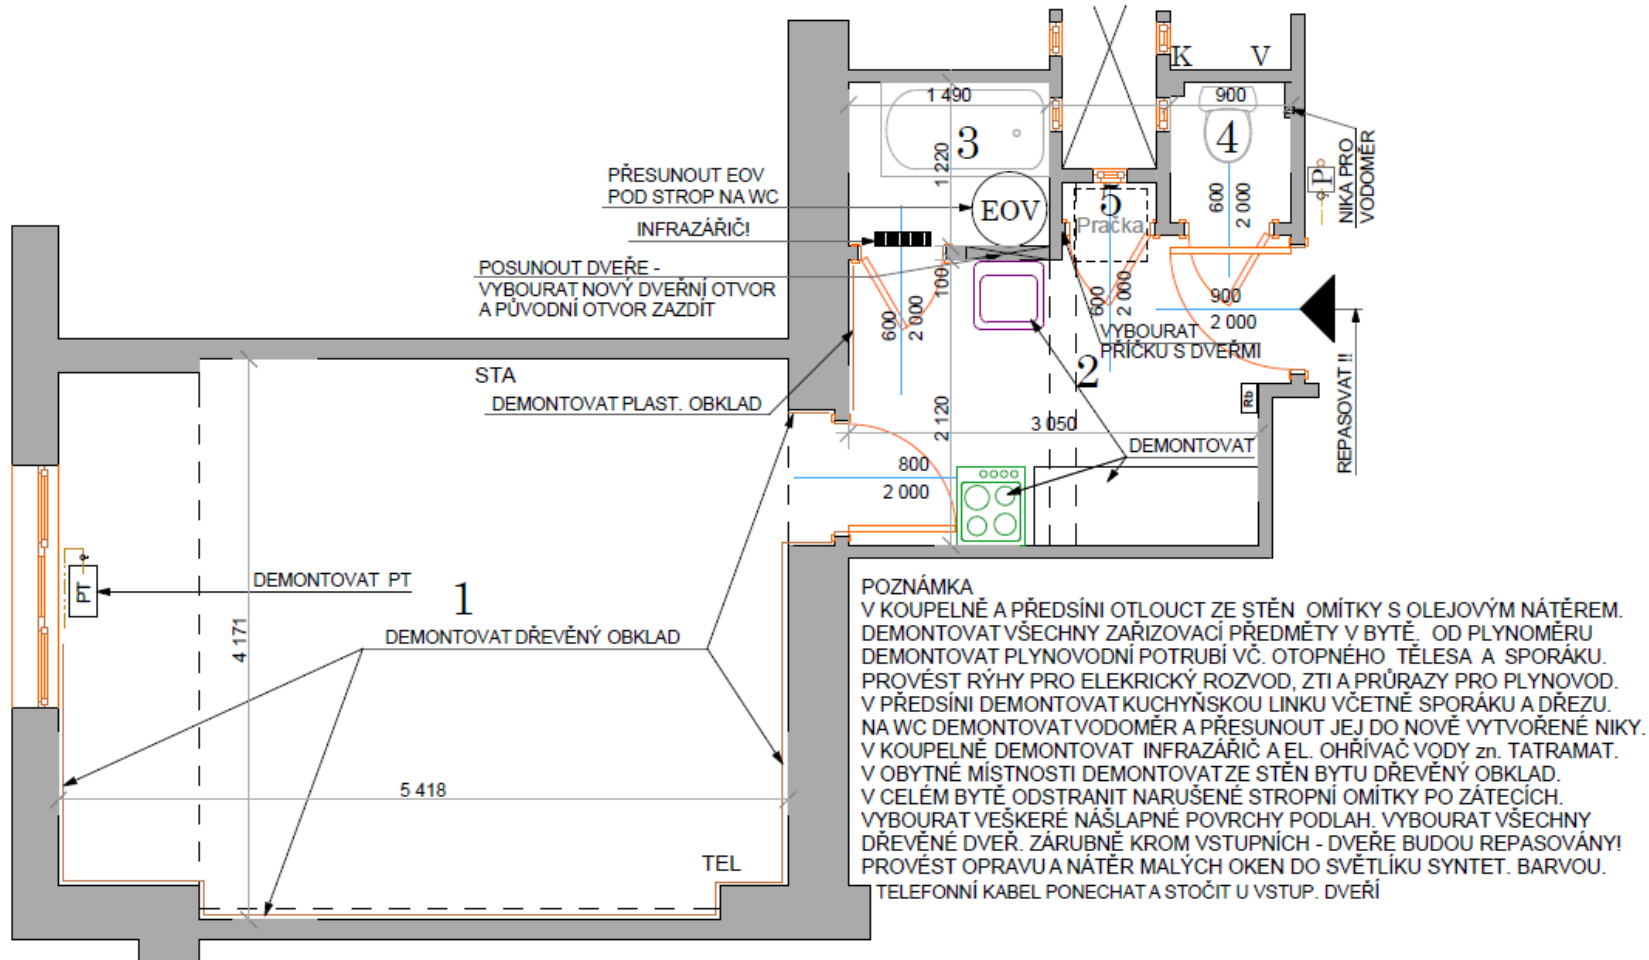 K V
1 490
900
3
4
1 220
600
2 000
NIKA PRO
VODOMĚR
P
PŘESUNOUT EOV
POD STROP NA WC
EOV
5
Pračka
INFRAZÁŘIČ!
POSUNOUT DVEŘE -
VYBOURAT NOVÝ DVEŘNÍ OTVOR
A PŮVODNÍ OTVOR ZAZDÍT
100
600
2 000
600
2 000
900
2 000
VYBOURAT
PŘÍČKU S DVEŘMI
2
REPASOVAT !!
STA
DEMONTOVAT PLAST. OBKLAD
Rb
2 120
3 050
DEMONTOVAT
800
2 000
PT
DEMONTOVAT PT
1
4 171
DEMONTOVAT DŘEVĚNÝ OBKLAD
5 418
TEL
POZNÁMKA
V KOUPELNĚ A PŘEDSÍNI OTLOUCT ZE STĚN OMÍTKY S OLEJOVÝM NÁTĚREM.
DEMONTOVAT VŠECHNY ZAŘIZOVACÍ PŘEDMĚTY V BYTĚ. OD PLYNOMĚRU
DEMONTOVAT PLYNOVODNÍ POTRUBÍ VČ. OTOPNÉHO TĚLESA A SPORÁKU.
PROVÉST RÝHY PRO ELEKRICKÝ ROZVOD, ZTI A PRŮRAZY PRO PLYNOVOD.
V PŘEDSÍNI DEMONTOVAT KUCHYŇSKOU LINKU VČETNĚ SPORÁKU A DŘEZU.
NA WC DEMONTOVAT VODOMĚR A PŘESUNOUT JEJ DO NOVĚ VYTVOŘENÉ NIKY.
V KOUPELNĚ DEMONTOVAT INFRAZÁŘIČ A EL. OHŘÍVAČ VODY zn. TATRAMAT.
V OBYTNÉ MÍSTNOSTI DEMONTOVAT ZE STĚN BYTU DŘEVĚNÝ OBKLAD.
V CELÉM BYTĚ ODSTRANIT NARUŠENÉ STROPNÍ OMÍTKY PO ZÁTECÍCH.
VYBOURAT VEŠKERÉ NÁŠLAPNÉ POVRCHY PODLAH. VYBOURAT VŠECHNY
DŘEVĚNÉ DVEŘ. ZÁRUBNĚ KROM VSTUPNÍCH - DVEŘE BUDOU REPASOVÁNY!
PROVÉST OPRAVU A NÁTĚR MALÝCH OKEN DO SVĚTLÍKU SYNTET. BARVOU.
TELEFONNÍ KABEL PONECHAT A STOČIT U VSTUP. DVEŘÍ